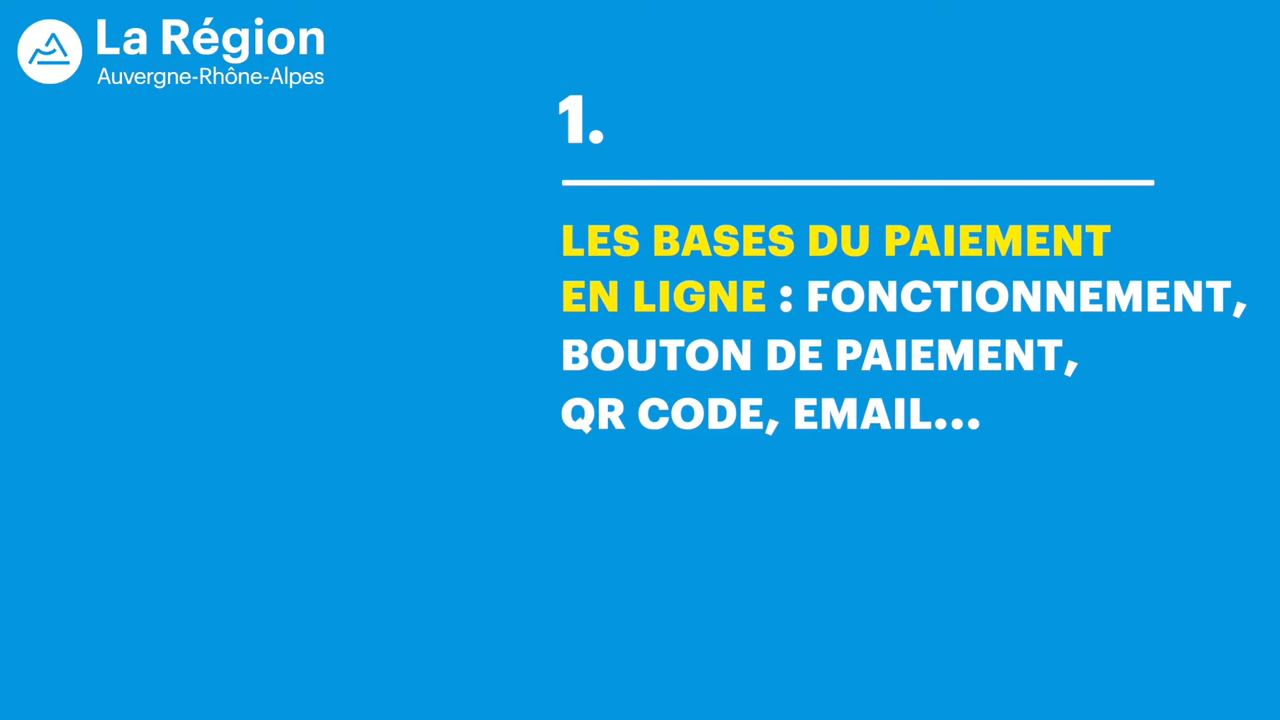 La Région
Auvergne-Rhône-Alpes
1.
LES BASES DU PAIEMENT
EN LIGNE : FONCTIONNEMENT,
BOUTON DE PAIEMENT,
QR CODE, EMAIL...